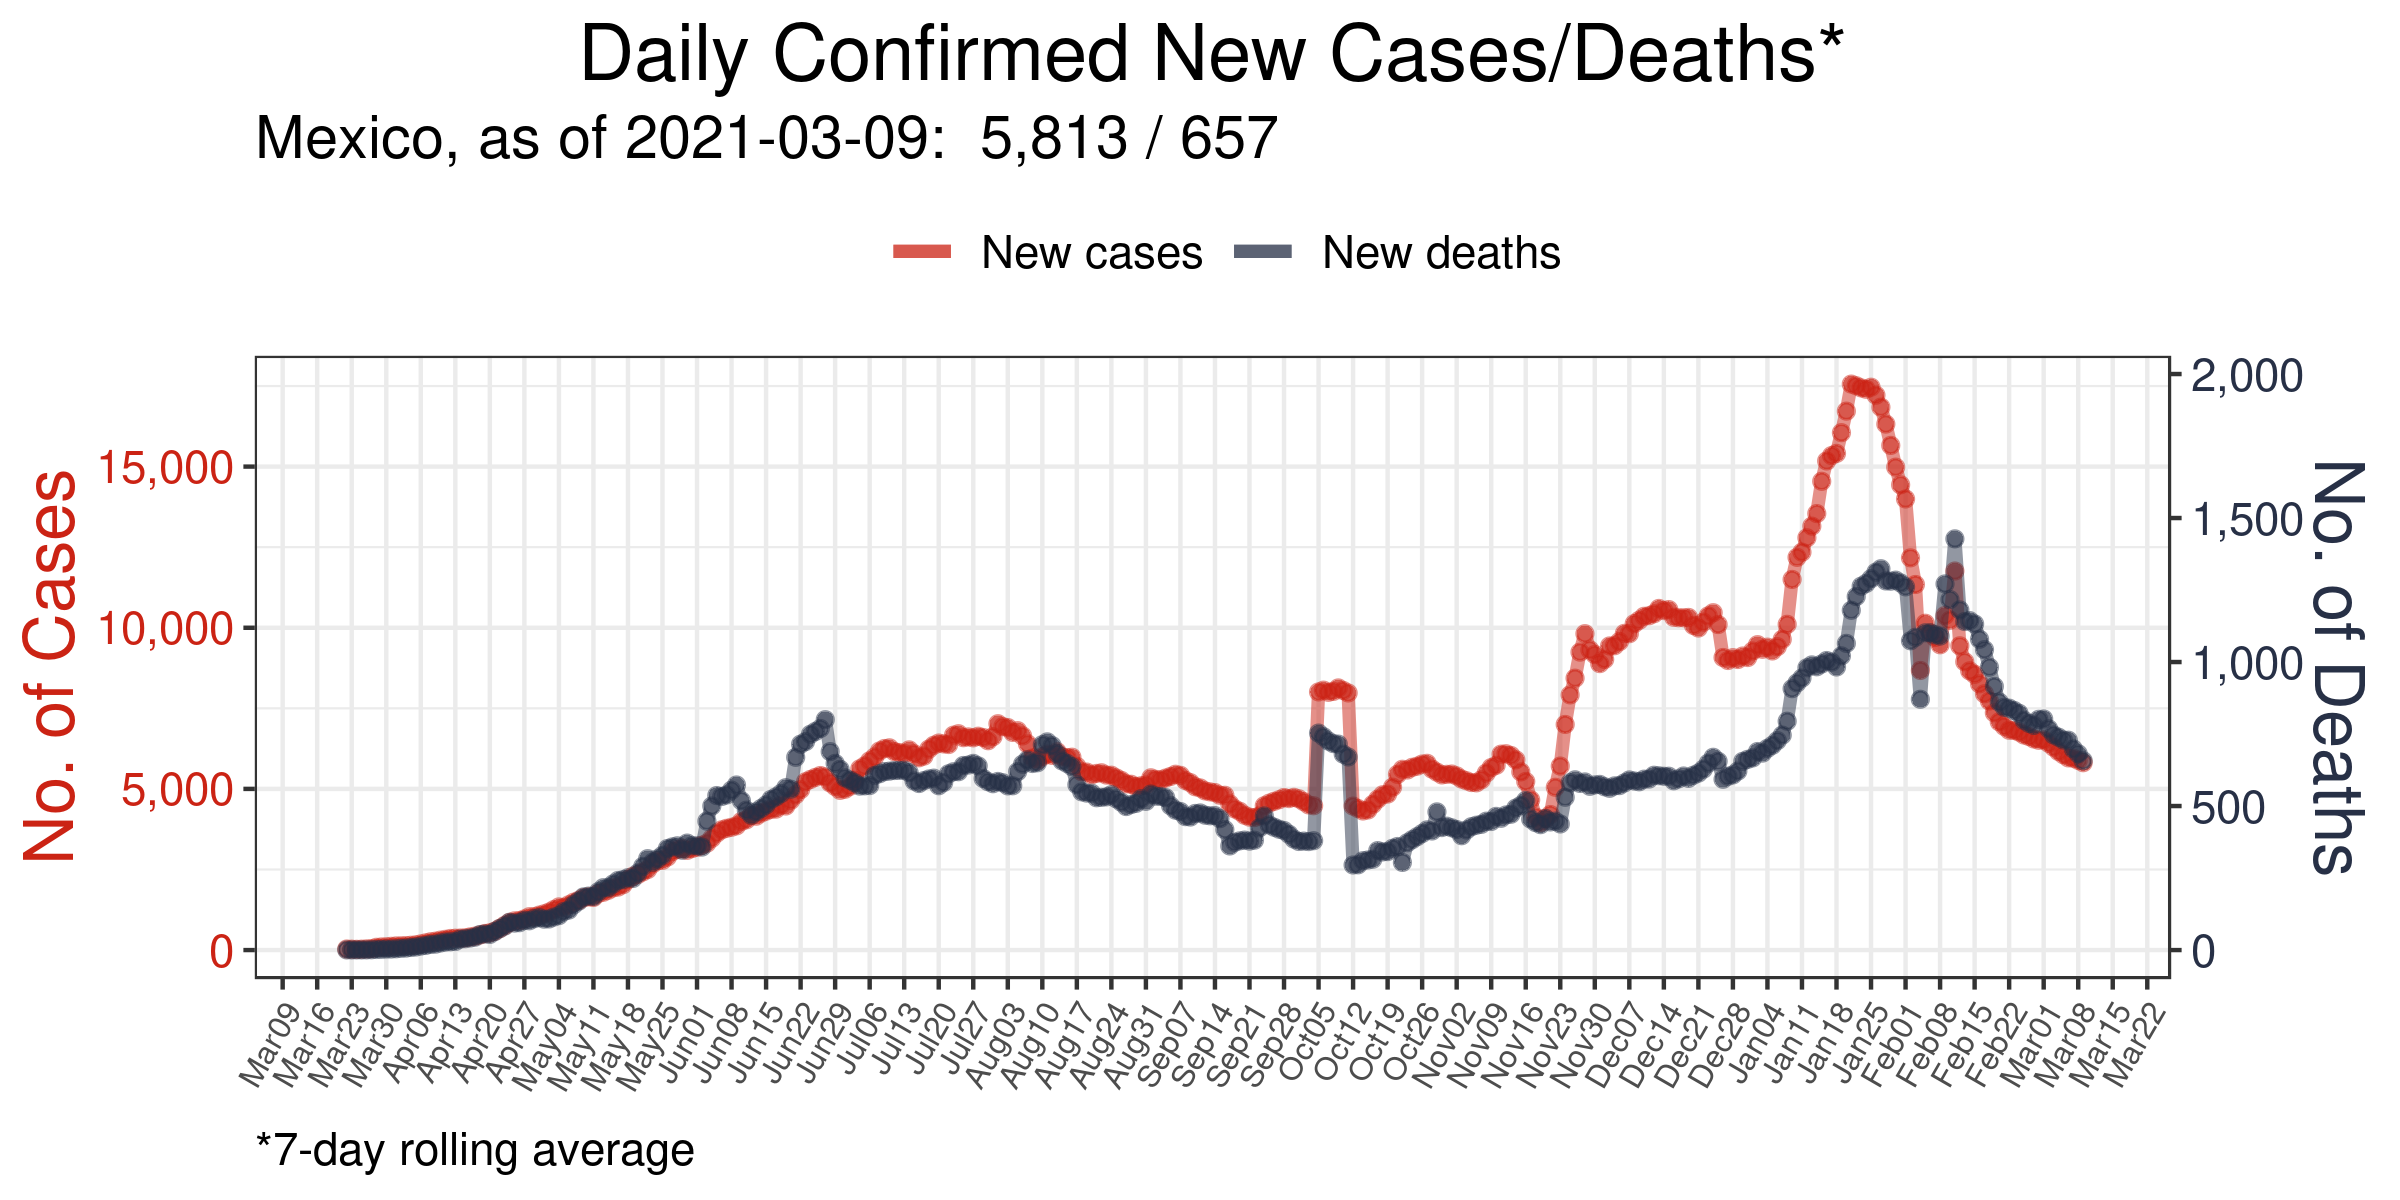 Daily Confirmed New Cases/Deaths*
Mexico, as of 2021-03-09:  5,813 / 657
New cases
New deaths
No. of Cases
15,000
10,000
5,000
0
2,000
1,500
1,000
500
0
No. of Deaths
Mar09
Mar16
Mar23
Mar30
Apr06
Apr13
Apr20
Apr27
May04
May11
May18
May25
Jun01
Jun08
Jun15
Jun22
Jun29
Jul06
Jul13
Jul20
Jul27
Aug03
Aug10
Aug17
Aug24
Aug31
Sep07
Sep14
Sep21
Sep28
Oct05
Oct12
Oct19
Oct26
Nov02
Nov09
Nov16
Nov23
Nov30
Dec07
Dec14
Dec21
Dec28
Jan04
Jan11
Jan18
Jan25
Feb01
Feb08
Feb15
Feb22
Mar01
Mar08
Mar15
Mar22
*7-day rolling average